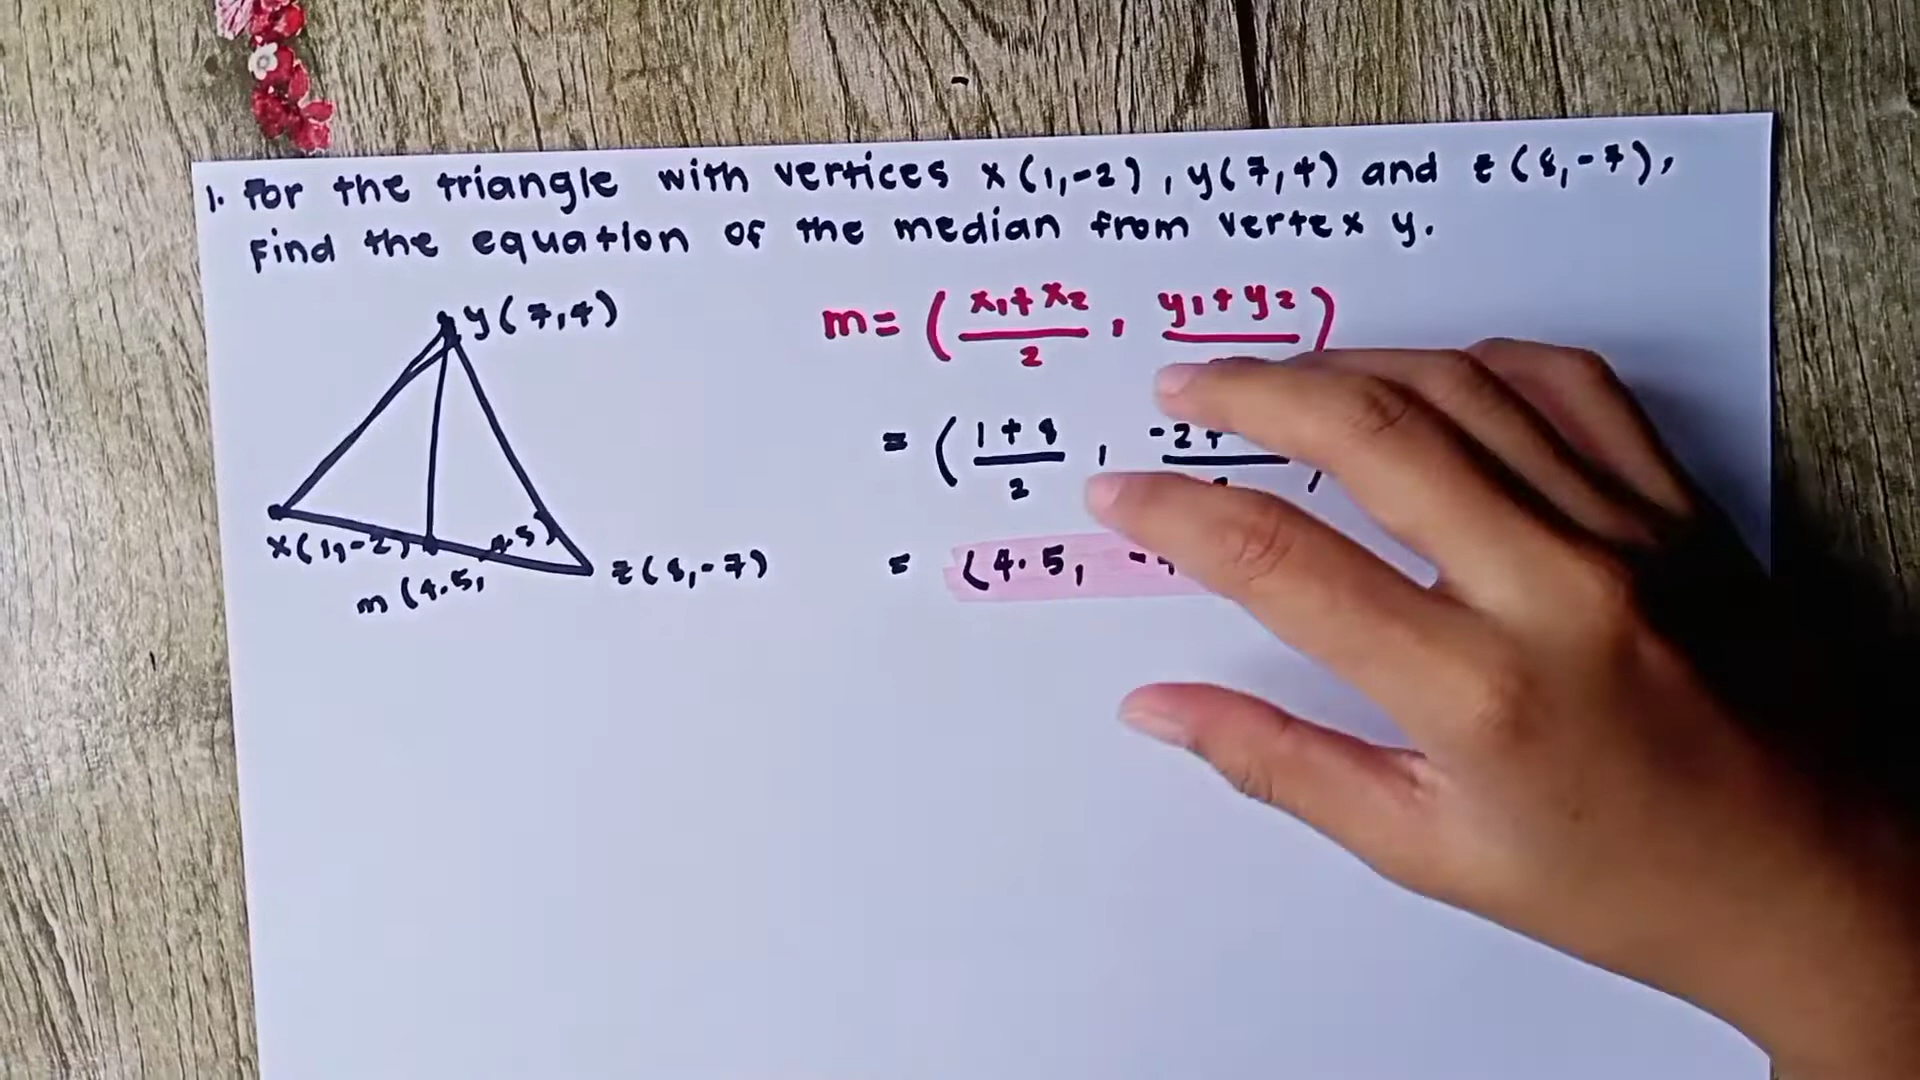 1. For the triangle with vertices x(1,-2), y(7,4) and z(8,-7),
Find the equation of the median from vertex y.
y(7,4)
x(1,-2)
m(4.5,
4.5)
z(8,-7)
m= (x₁+x₂/2, y₁+y₂
= (1+8/2, -2+
= (4.5, -